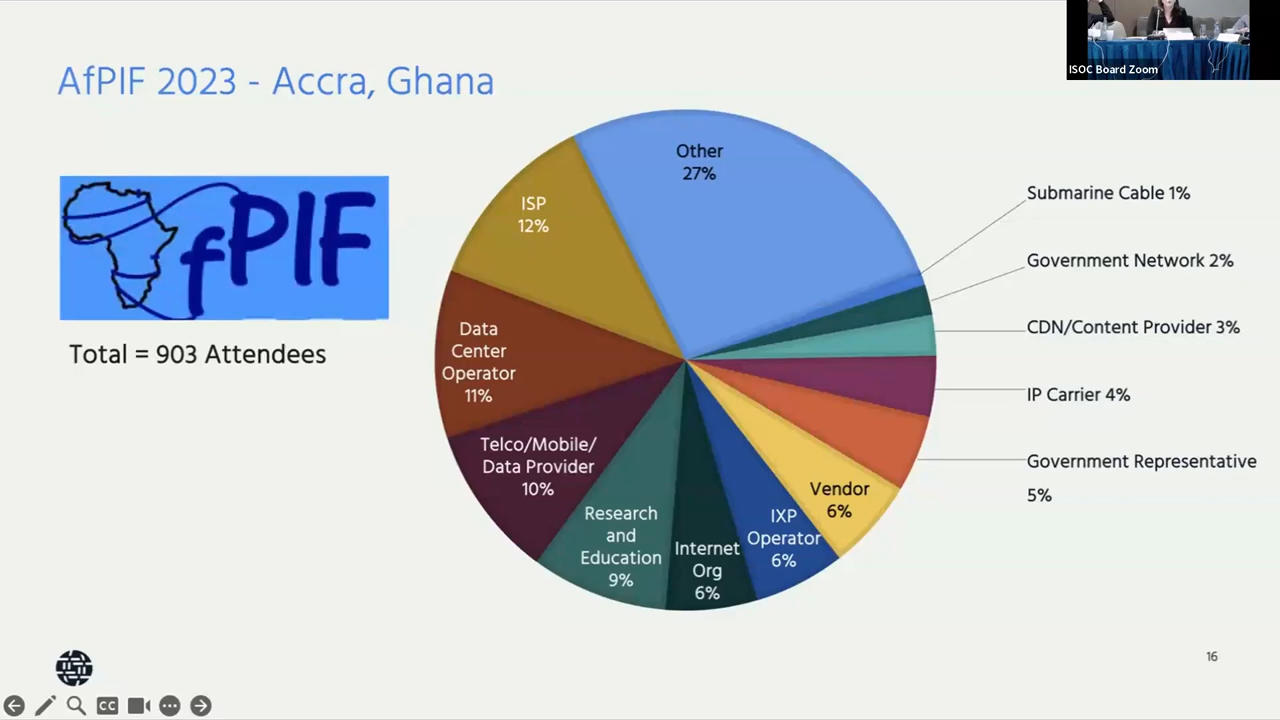 ISOC Board Zoom
AfPIF 2023 - Accra, Ghana
fPIF
Total = 903 Attendees
Other
27%
Submarine Cable 1%
Government Network 2%
CDN/Content Provider 3%
IP Carrier 4%
Government Representative
5%
Vendor
6%
IXP
Operator
6%
Internet
Org
6%
Research
and
Education
9%
Telco/Mobile/
Data Provider
10%
Data
Center
Operator
11%
ISP
12%
16
CC